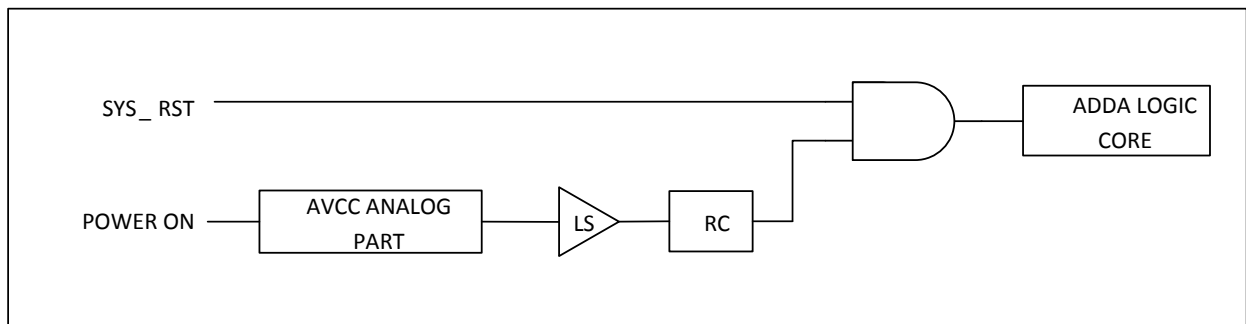 SYS_ RST
ADDA LOGIC
CORE
POWER ON
AVCC ANALOG
PART
LS
RC